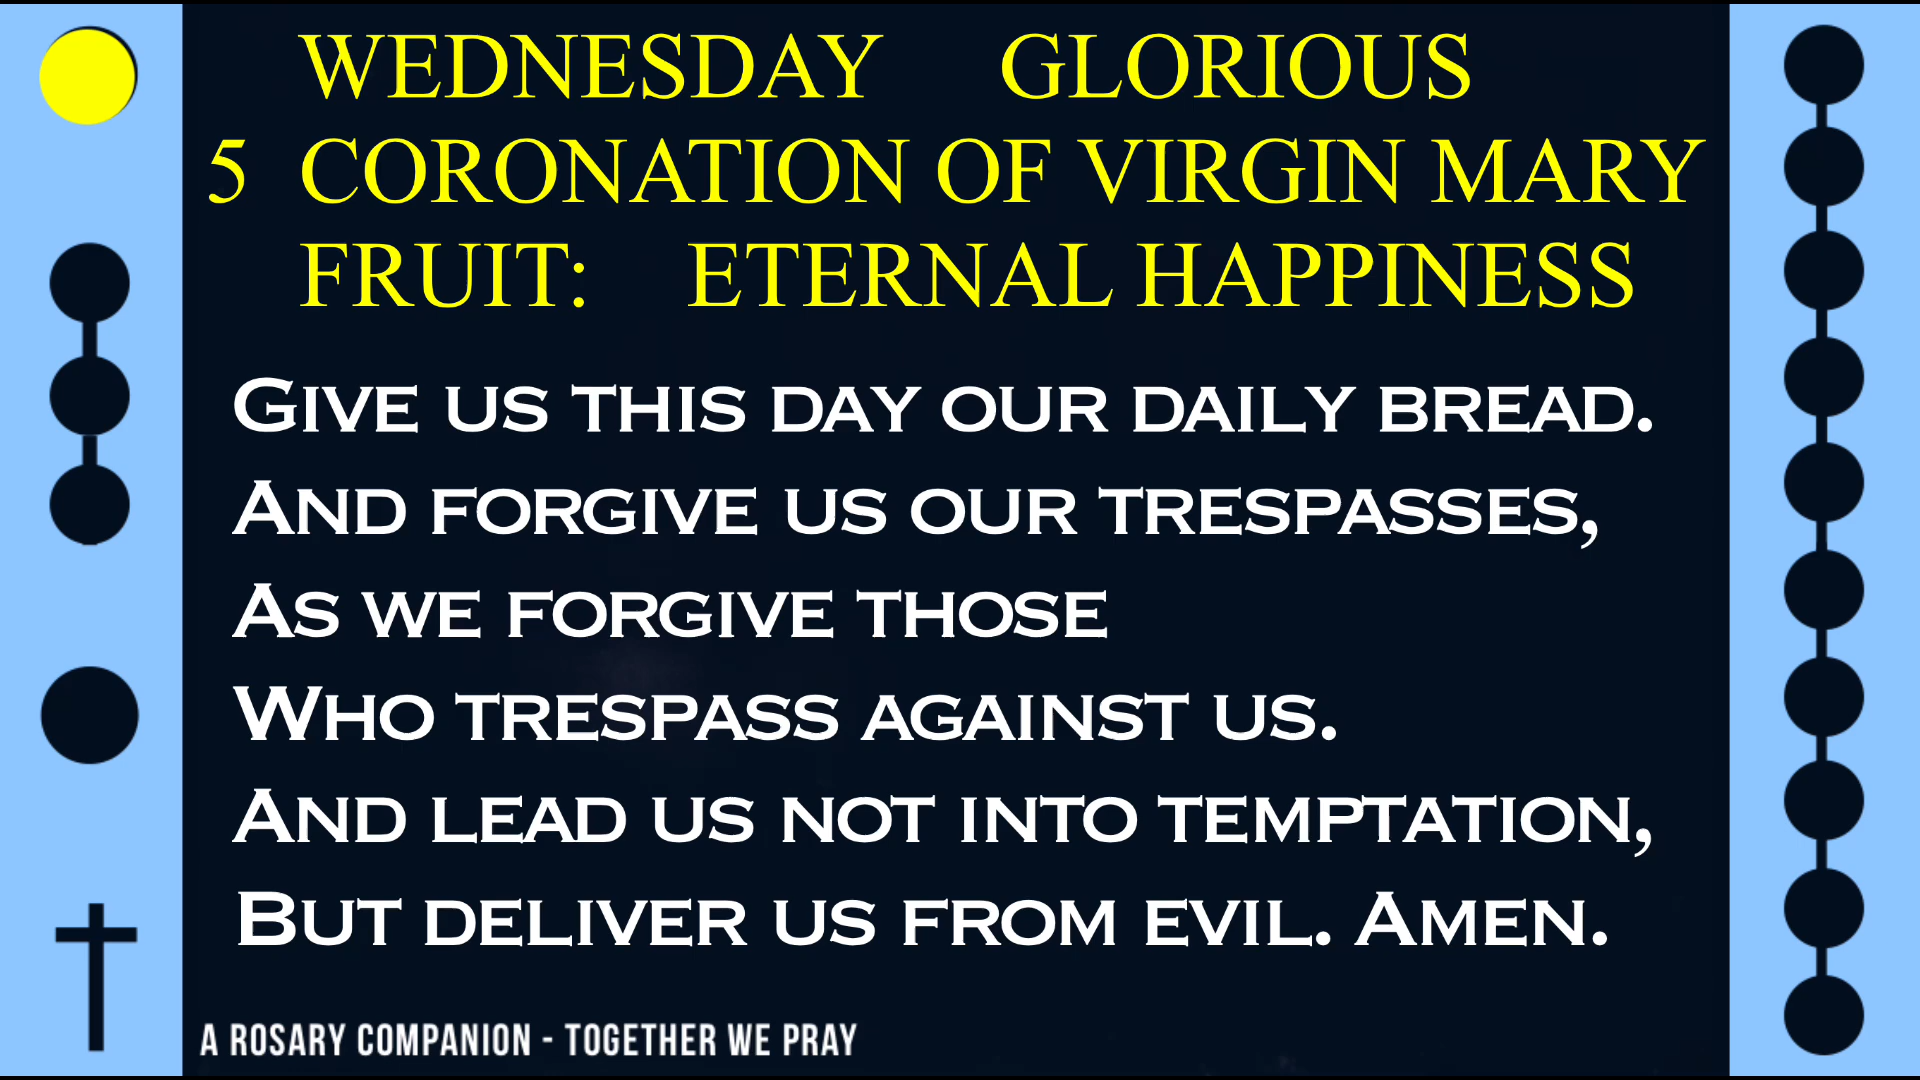 WEDNESDAY GLORIOUS
5 CORONATION OF VIRGIN MARY
FRUIT: ETERNAL HAPPINESS
GIVE US THIS DAY OUR DAILY BREAD.
AND FORGIVE US OUR TRESPASSES,
AS WE FORGIVE THOSE
WHO TRESPASS AGAINST US.
AND LEAD US NOT INTO TEMPTATION,
BUT DELIVER US FROM EVIL. AMEN.
A ROSARY COMPANION - TOGETHER WE PRAY